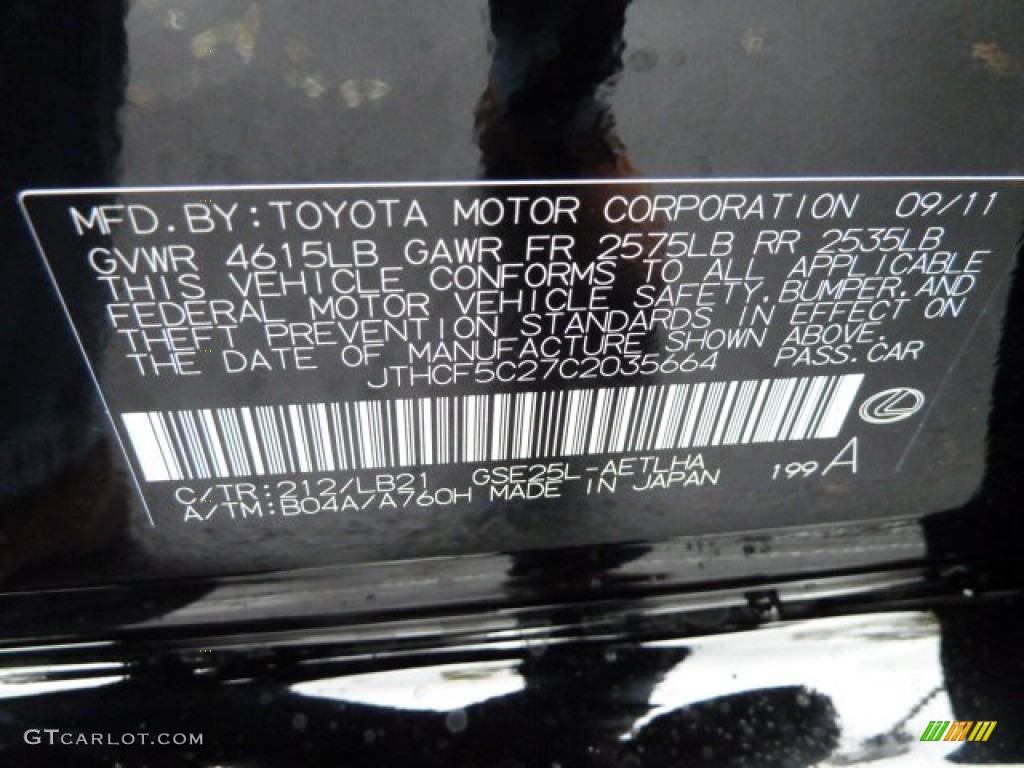 MFD. BY: TOYOTA MOTOR CORPORATION 09/11
GVWR 4615LB GAWR FR 2575LB RR 2535LB
THIS VEHICLE CONFORMS TO ALL APPLICABLE
FEDERAL MOTOR VEHICLE SAFETY, BUMPER, AND
THEFT PREVENTION STANDARDS IN EFFECT ON
THE DATE OF MANUFACTURE SHOWN ABOVE.
JTHCF5C27C2035664 PASS. CAR
C/TR: 212/LB21 GSE25L-AETLHA 199 A
A/TM: B04A/A760H MADE IN JAPAN
GTCARLOT.COM